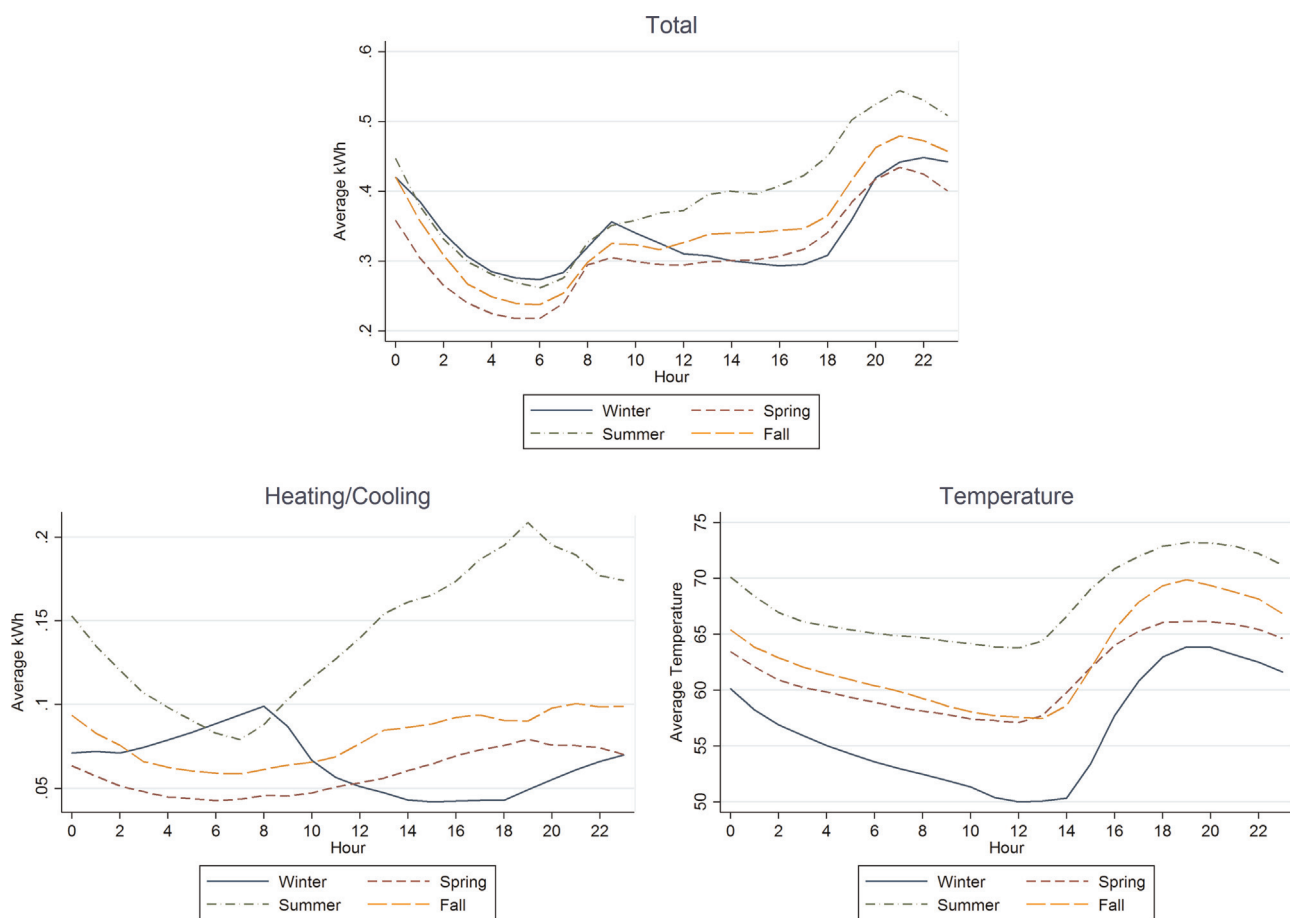 Total
.6
.5
.4
.3
.2
Average kWh
0 2 4 6 8 10 12 14 16 18 20 22
Hour
Winter Spring
Summer Fall
Heating/Cooling
.2
.15
.1
.05
Average kWh
0 2 4 6 8 10 12 14 16 18 20 22
Hour
Winter Spring
Summer Fall
Temperature
75
70
65
60
55
50
Average Temperature
0 2 4 6 8 10 12 14 16 18 20 22
Hour
Winter Spring
Summer Fall